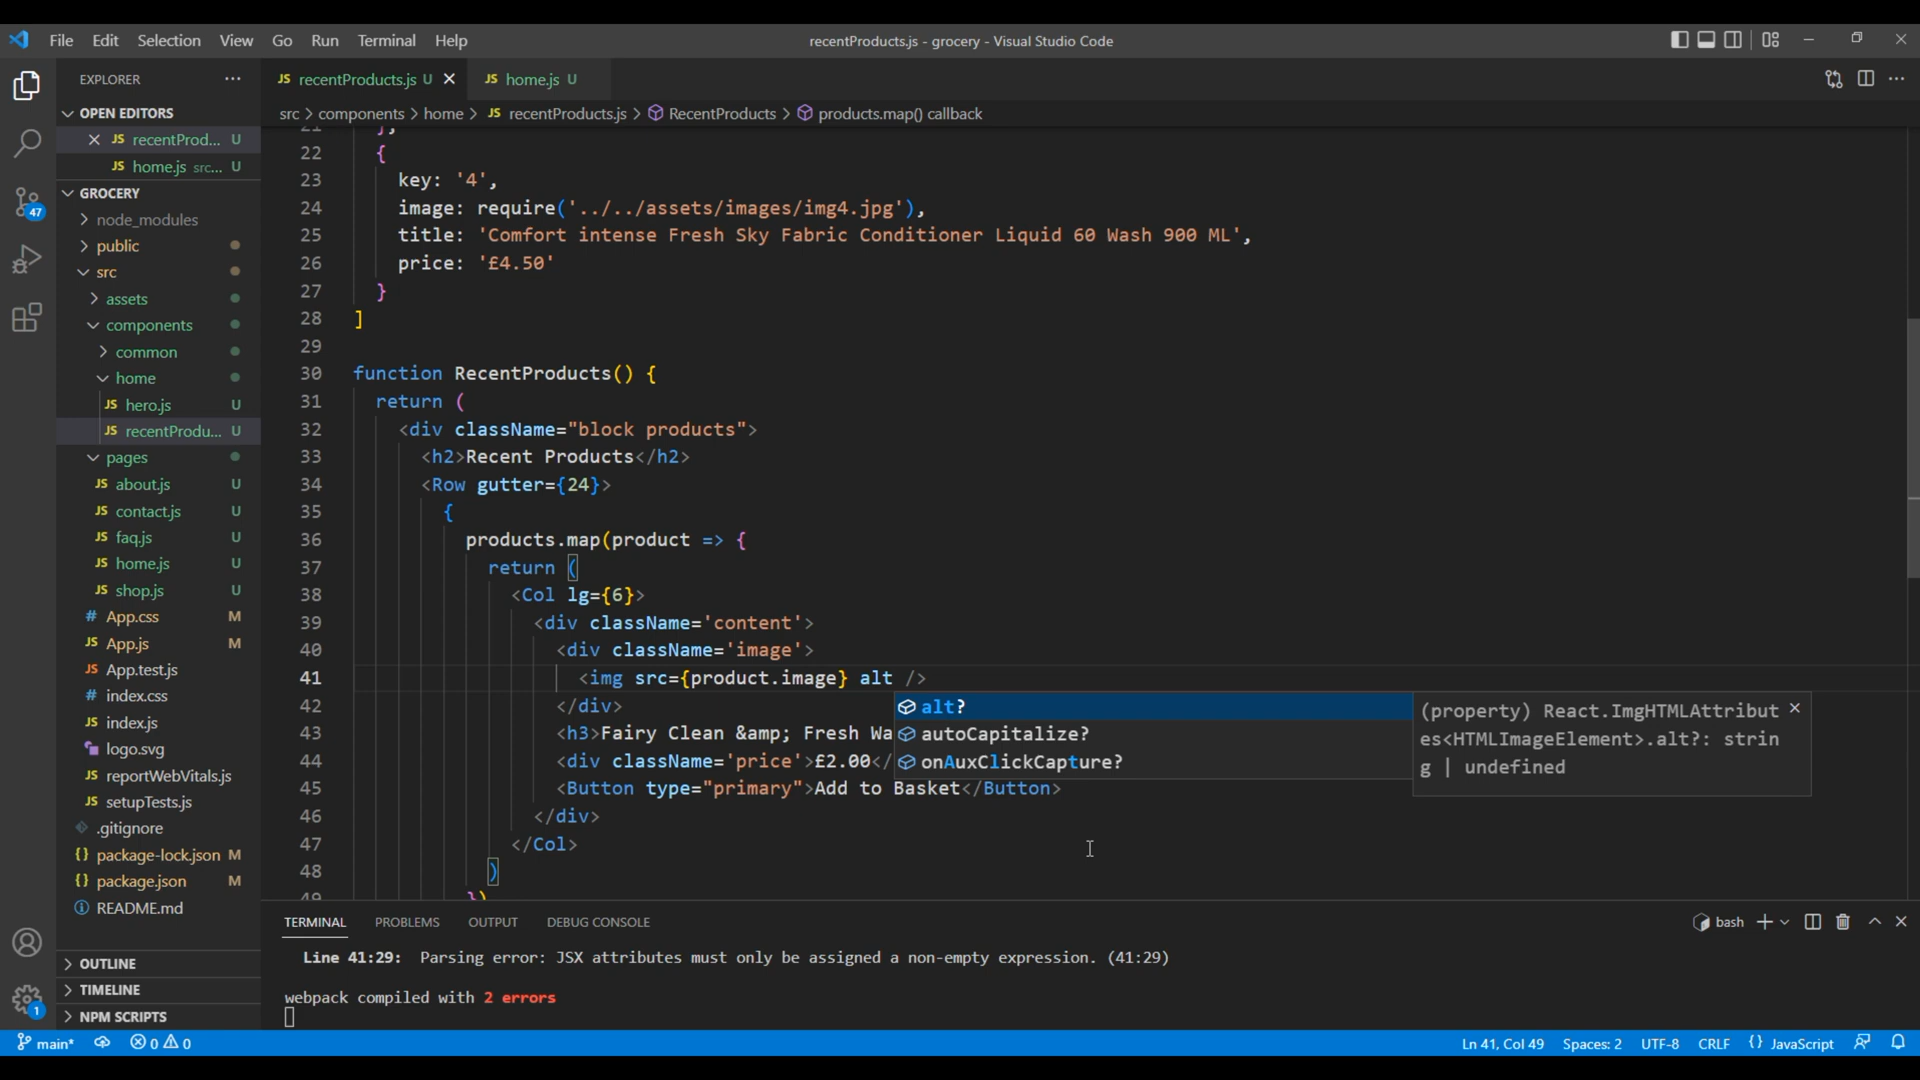 File Edit Selection View Go Run Terminal Help
recentProducts.js - grocery - Visual Studio Code
EXPLORER
OPEN EDITORS
JS recentProd... U
JS home.js src... U
GROCERY
node_modules
public
src
assets
components
common
home
JS hero.js U
JS recentProdu... U
pages
JS about.js U
JS contact.js U
JS faq.js U
JS home.js U
JS shop.js U
# App.css M
JS App.js M
JS App.test.js
# index.css
JS index.js
logo.svg
JS reportWebVitals.js
JS setupTests.js
.gitignore
{} package-lock.json M
{} package.json M
README.md
OUTLINE
TIMELINE
NPM SCRIPTS
47
1
JS recentProducts.js U
JS home.js U
src > components > home > JS recentProducts.js > RecentProducts > products.map() callback
21 },
22 {
23 key: '4',
24 image: require('../../assets/images/img4.jpg'),
25 title: 'Comfort intense Fresh Sky Fabric Conditioner Liquid 60 Wash 900 ML',
26 price: '£4.50'
27 }
28 ]
29
30 function RecentProducts() {
31 return (
32 <div className="block products">
33 <h2>Recent Products</h2>
34 <Row gutter={24}>
35 {
36 products.map(product => {
37 return (
38 <Col lg={6}>
39 <div className='content'>
40 <div className='image'>
41 <img src={product.image} alt />
42 </div>
43 <h3>Fairy Clean &amp; Fresh Wa
44 <div className='price'>£2.00</
45 <Button type="primary">Add to Basket</Button>
46 </div>
47 </Col>
48 )
49 })
alt?
autoCapitalize?
onAuxClickCapture?
(property) React.ImgHTMLAttribut
es<HTMLImageElement>.alt?: strin
g | undefined
TERMINAL PROBLEMS OUTPUT DEBUG CONSOLE
bash
Line 41:29: Parsing error: JSX attributes must only be assigned a non-empty expression. (41:29)
webpack compiled with 2 errors
main* 0 0
Ln 41, Col 49 Spaces: 2 UTF-8 CRLF {} JavaScript